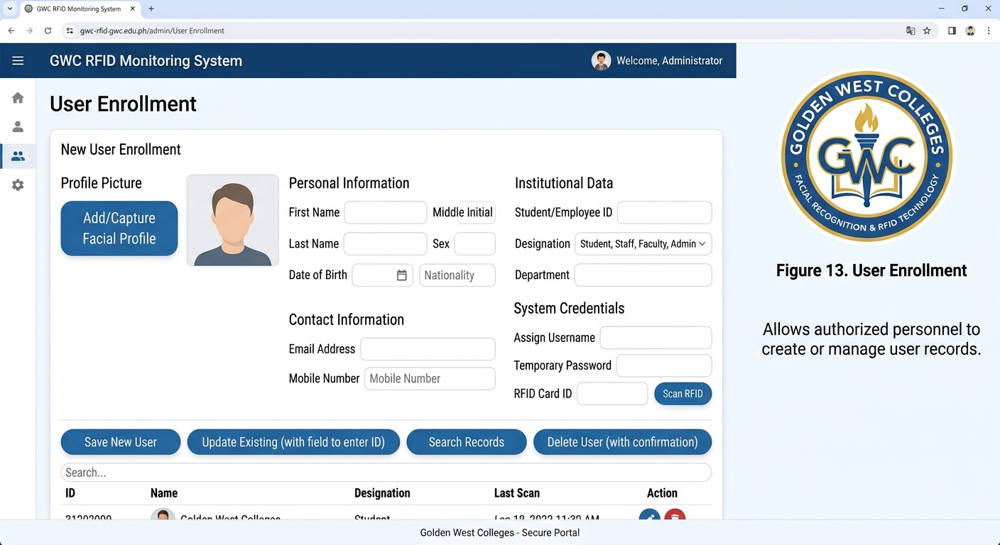 GWC RFID Monitoring System
gwc-rfid.gwc.edu.ph/admin/User Enrollment
GWC RFID Monitoring System
Welcome, Administrator
User Enrollment
New User Enrollment
Profile Picture
Add/Capture
Facial Profile
Personal Information
First Name
Middle Initial
Last Name
Sex
Date of Birth
Nationality
Contact Information
Email Address
Mobile Number
Mobile Number
Institutional Data
Student/Employee ID
Designation
Student, Staff, Faculty, Admin
Department
System Credentials
Assign Username
Temporary Password
RFID Card ID
Scan RFID
Save New User
Update Existing (with field to enter ID)
Search Records
Delete User (with confirmation)
Search...
ID Name Designation Last Scan Action
Golden West Colleges Student
Golden West Colleges - Secure Portal
GOLDEN WEST COLLEGES
GWC
FACIAL RECOGNITION & RFID TECHNOLOGY
Figure 13. User Enrollment
Allows authorized personnel to
create or manage user records.